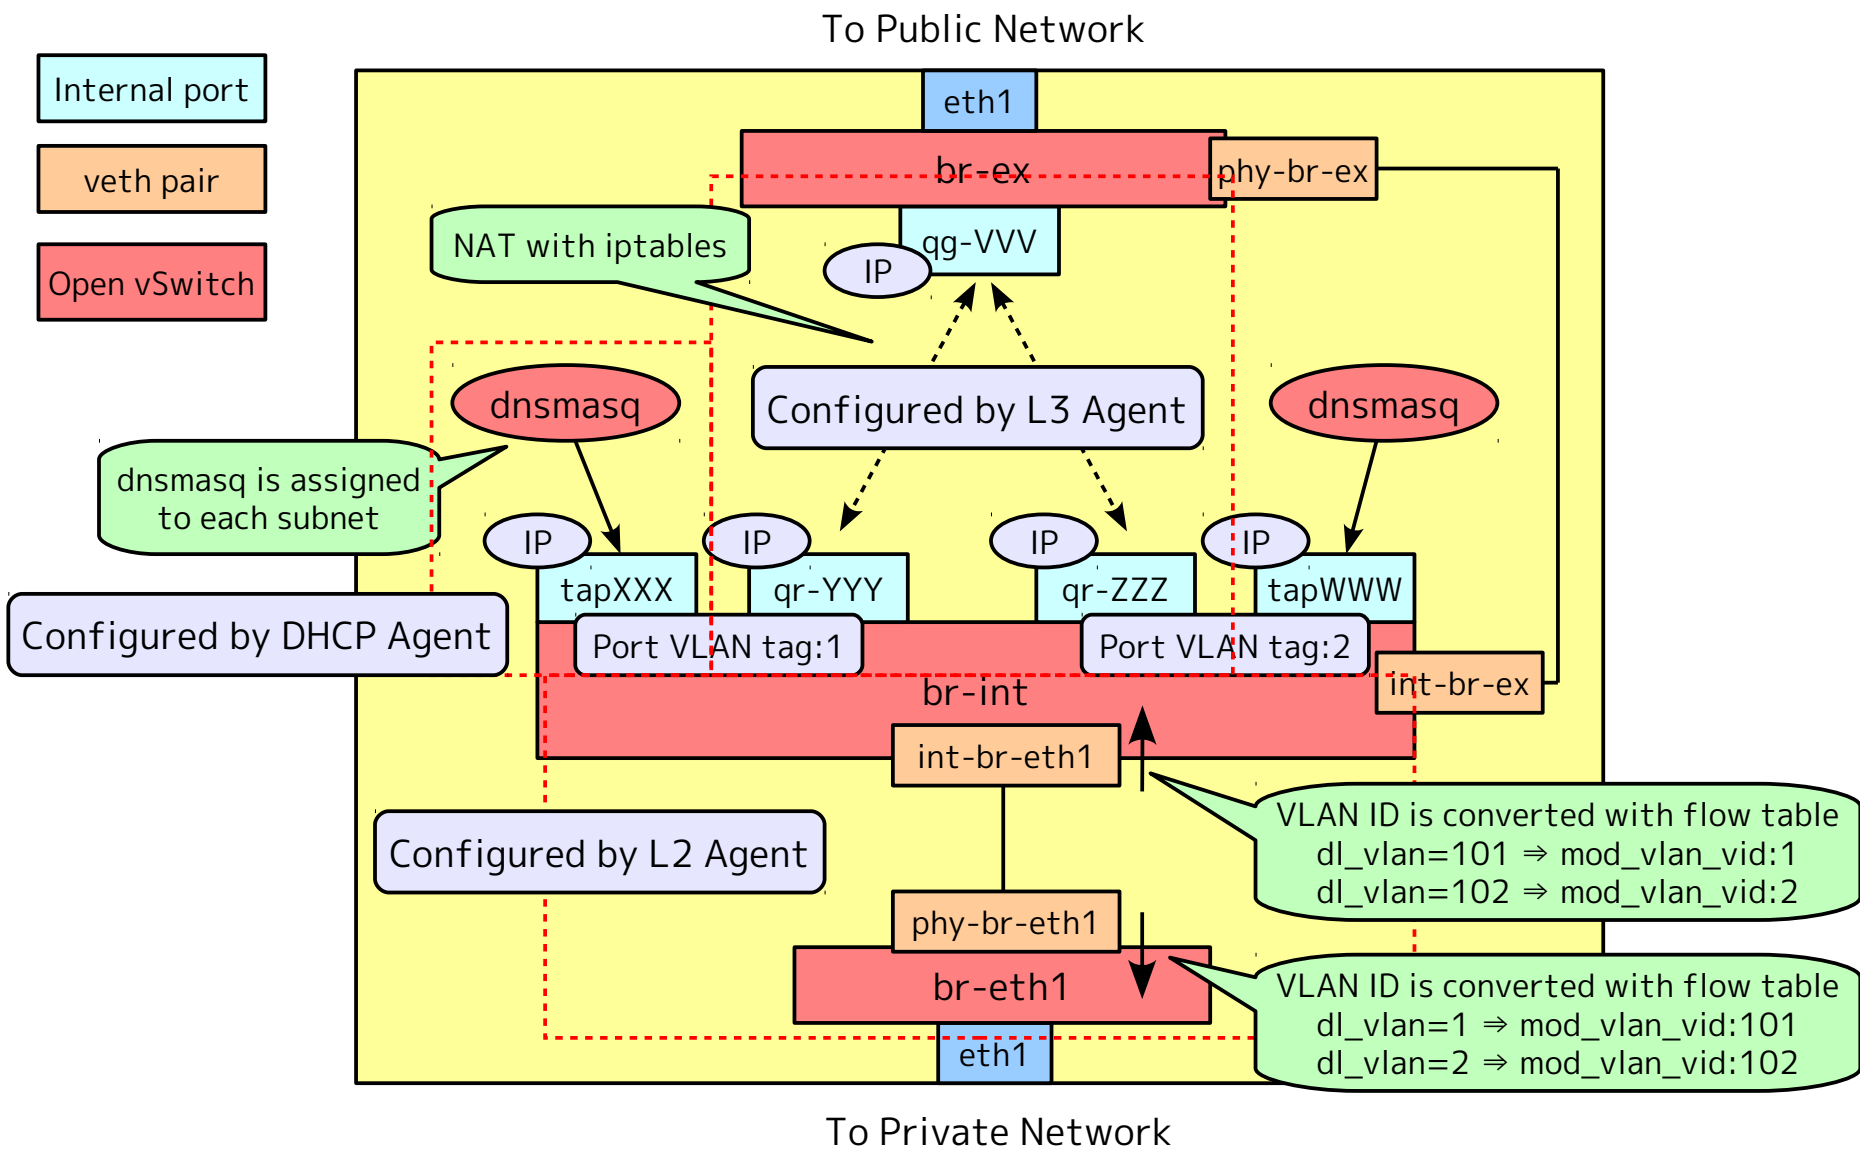 To Public Network
Internal port
veth pair
Open vSwitch
eth1
br-ex
phy-br-ex
NAT with iptables
qg-VVV
IP
dnsmasq
Configured by L3 Agent
dnsmasq
dnsmasq is assigned
to each subnet
IP
IP
IP
IP
tapXXX
qr-YYY
qr-ZZZ
tapWWW
Configured by DHCP Agent
Port VLAN tag:1
Port VLAN tag:2
br-int
int-br-ex
int-br-eth1
VLAN ID is converted with flow table
dl_vlan=101 ⇒ mod_vlan_vid:1
dl_vlan=102 ⇒ mod_vlan_vid:2
Configured by L2 Agent
phy-br-eth1
br-eth1
VLAN ID is converted with flow table
dl_vlan=1 ⇒ mod_vlan_vid:101
dl_vlan=2 ⇒ mod_vlan_vid:102
eth1
To Private Network